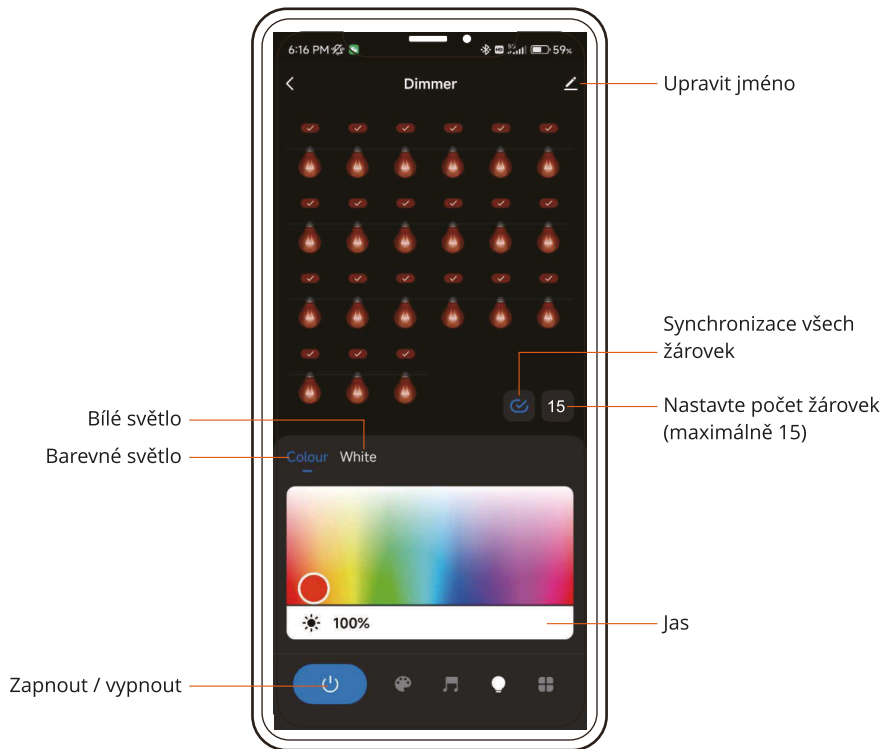 6:16 PM
59%
Dimmer
Upravit jméno
Synchronizace všech
žárovek
15
Nastavte počet žárovek
(maximálně 15)
Bílé světlo
Barevné světlo
Colour White
100%
Jas
Zapnout / vypnout